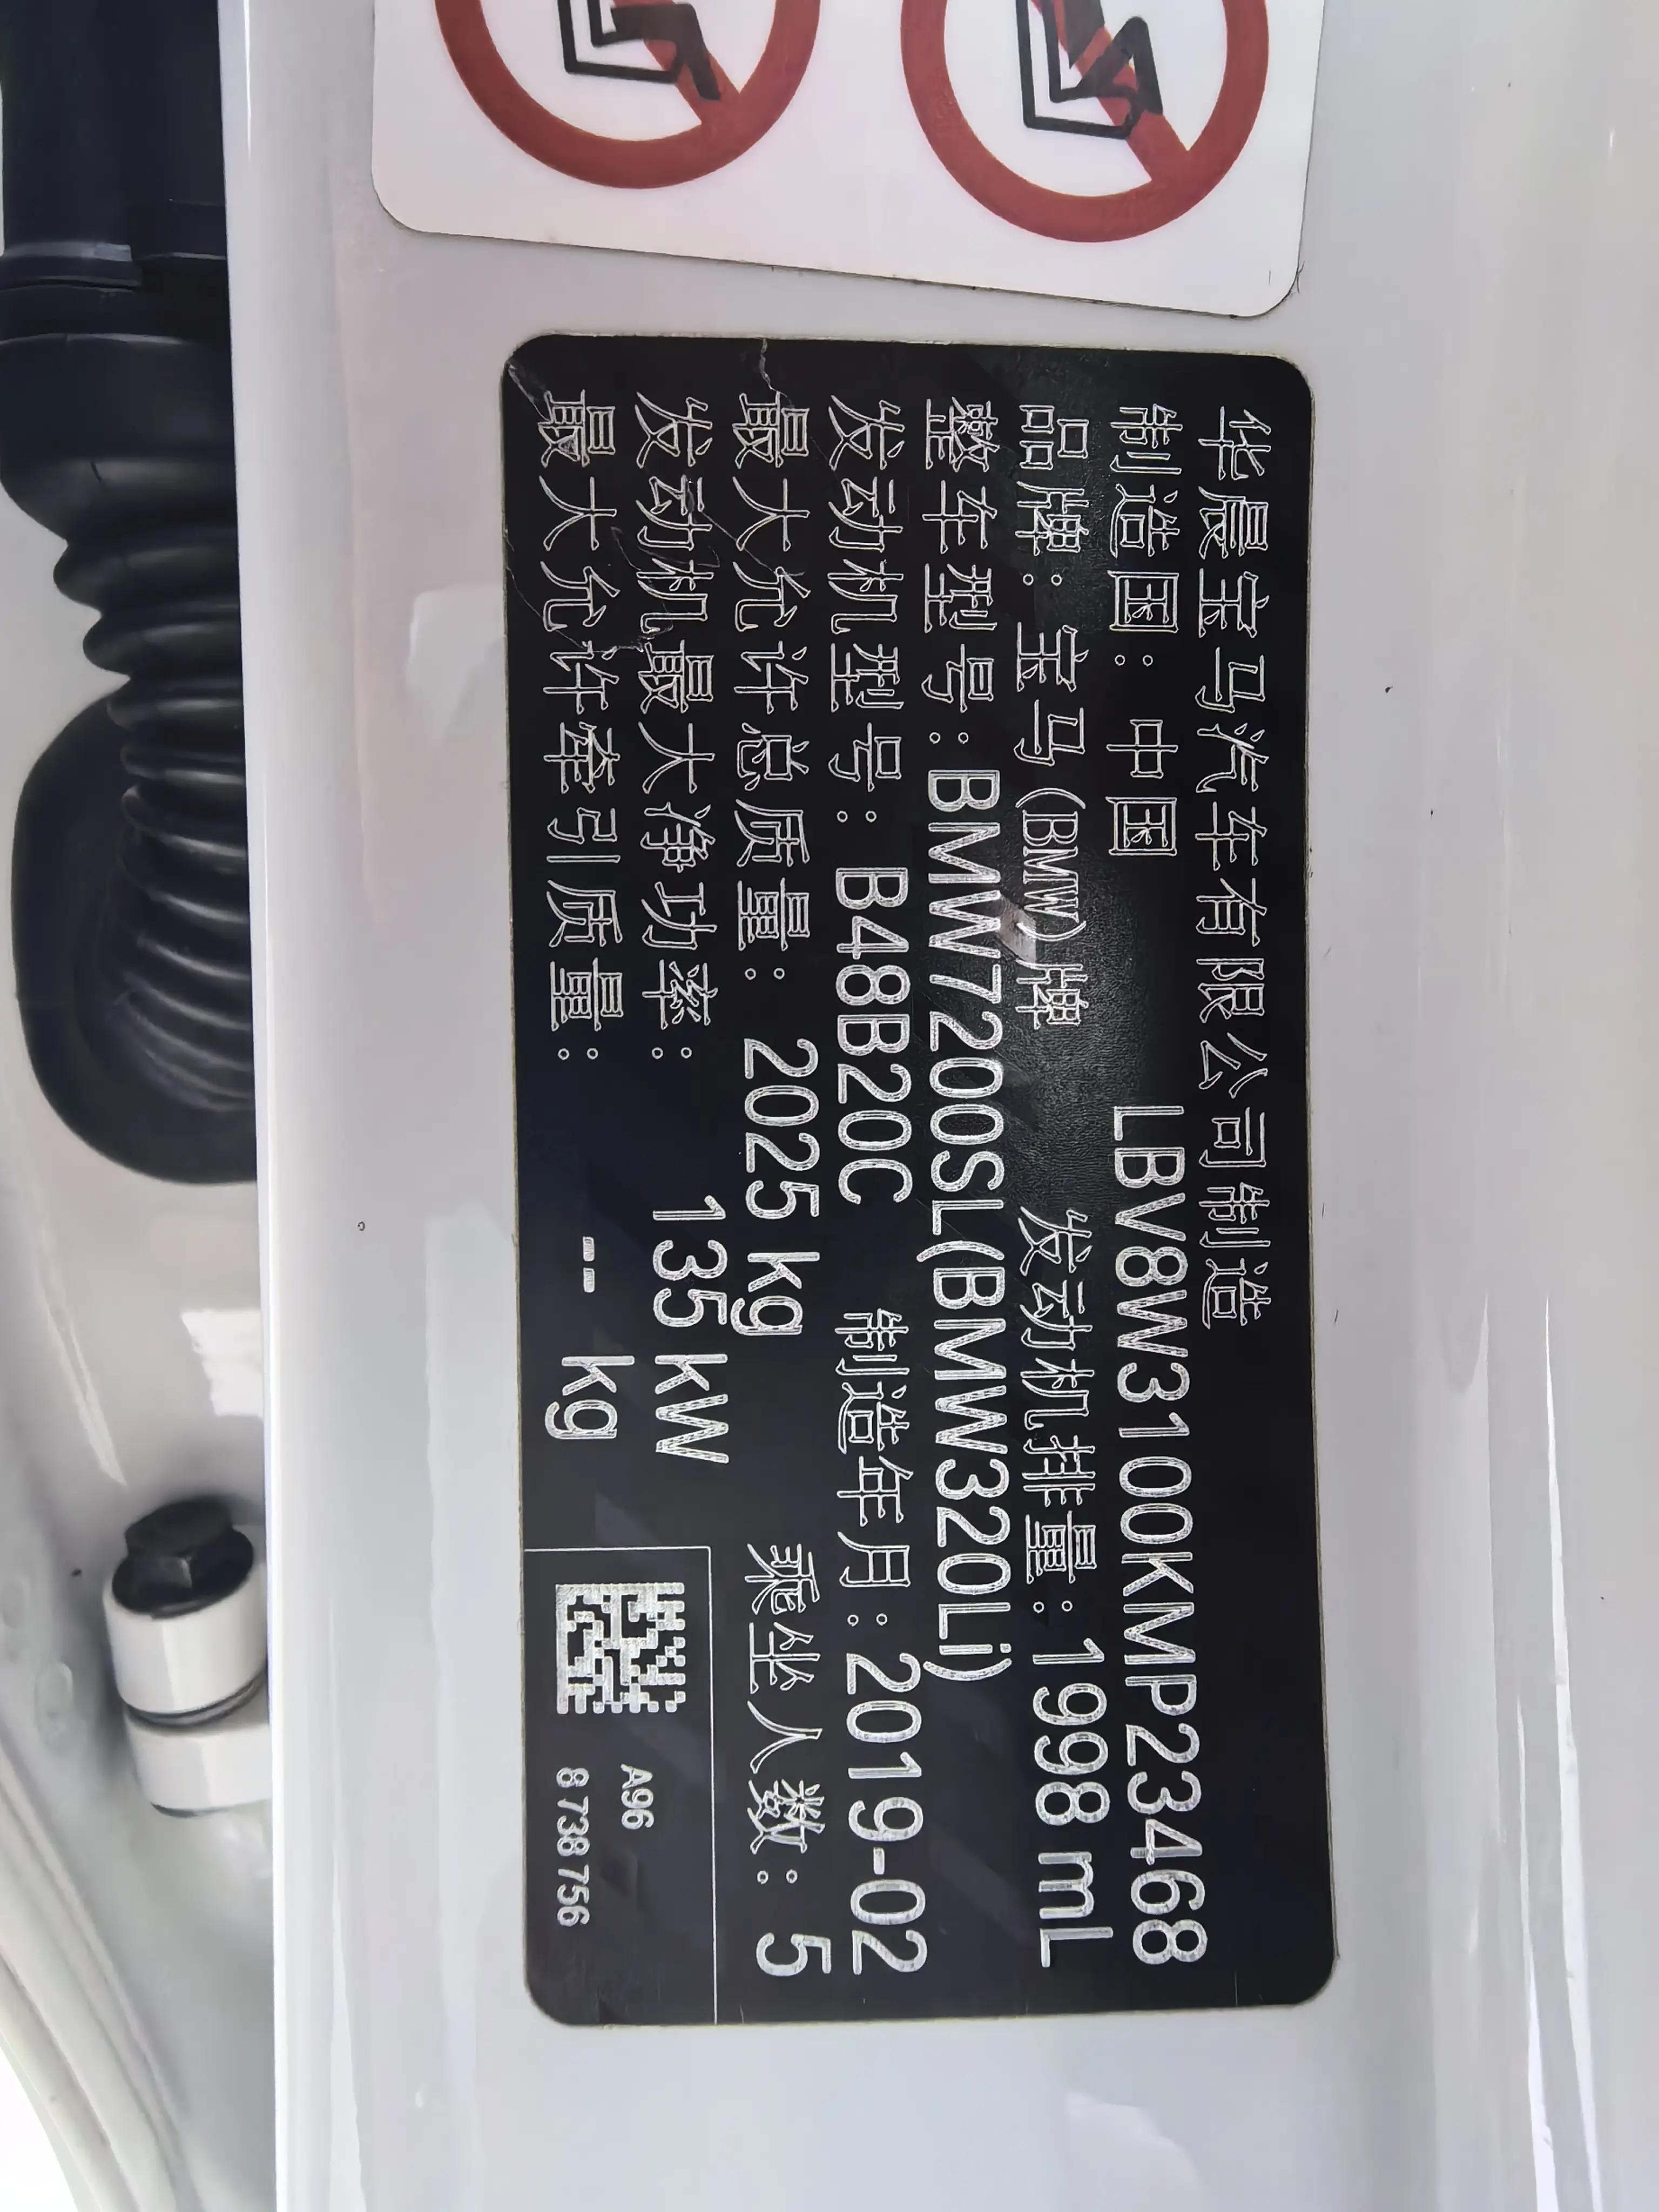 华晨宝马汽车有限公司制造
制造国：中国 LBV8W3100KMP23468
品牌：宝马(BMW)牌 发动机排量：1998 mL
整车型号：BMW7200SL(BMW320Li)
发动机型号：B48B20C 制造年月：2019-02
最大允许总质量：2025 kg 乘坐人数：5
发动机最大净功率：135 kW
最大允许牵引质量：-- kg
A96
8 738 756